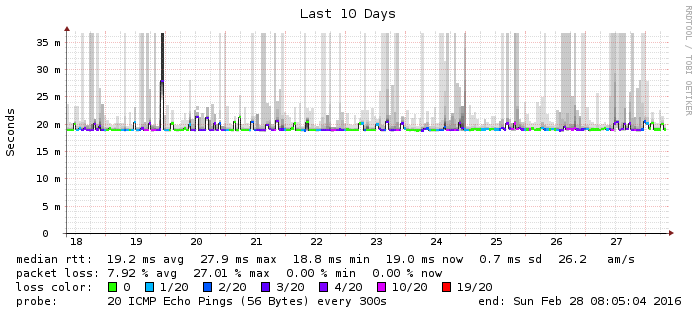 Last 10 Days
RRDTOOL / TOBI OETIKER
Seconds
35 m
30 m
25 m
20 m
15 m
10 m
5 m
0
18 19 20 21 22 23 24 25 26 27
median rtt: 19.2 ms avg 27.9 ms max 18.8 ms min 19.0 ms now 0.7 ms sd 26.2 am/s
packet loss: 7.92 % avg 27.01 % max 0.00 % min 0.00 % now
loss color: 0 1/20 2/20 3/20 4/20 10/20 19/20
probe: 20 ICMP Echo Pings (56 Bytes) every 300s end: Sun Feb 28 08:05:04 2016